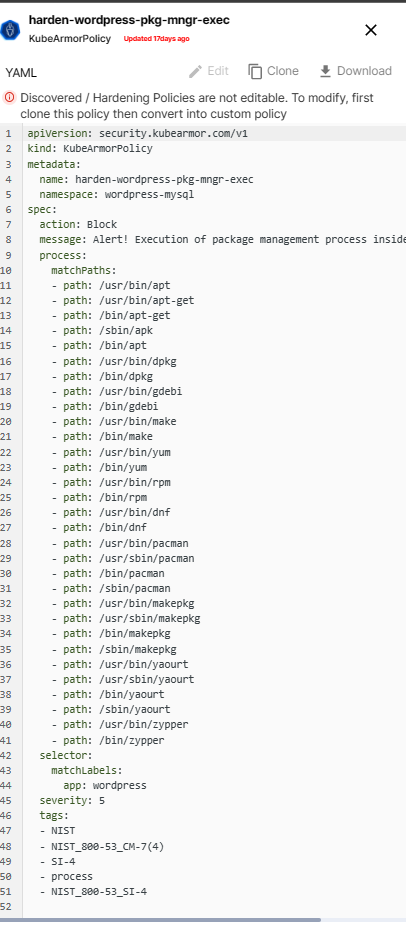 harden-wordpress-pkg-mngr-exec
KubeArmorPolicy Updated 17days ago
YAML Edit Clone Download
Discovered / Hardening Policies are not editable. To modify, first
clone this policy then convert into custom policy
1 apiVersion: security.kubearmor.com/v1
2 kind: KubeArmorPolicy
3 metadata:
4 name: harden-wordpress-pkg-mngr-exec
5 namespace: wordpress-mysql
6 spec:
7 action: Block
8 message: Alert! Execution of package management process inside
9 process:
10 matchPaths:
11 - path: /usr/bin/apt
12 - path: /usr/bin/apt-get
13 - path: /bin/apt-get
14 - path: /sbin/apk
15 - path: /bin/apt
16 - path: /usr/bin/dpkg
17 - path: /bin/dpkg
18 - path: /usr/bin/gdebi
19 - path: /bin/gdebi
20 - path: /usr/bin/make
21 - path: /bin/make
22 - path: /usr/bin/yum
23 - path: /bin/yum
24 - path: /usr/bin/rpm
25 - path: /bin/rpm
26 - path: /usr/bin/dnf
27 - path: /bin/dnf
28 - path: /usr/bin/pacman
29 - path: /usr/sbin/pacman
30 - path: /bin/pacman
31 - path: /sbin/pacman
32 - path: /usr/bin/makepkg
33 - path: /usr/sbin/makepkg
34 - path: /bin/makepkg
35 - path: /sbin/makepkg
36 - path: /usr/bin/yaourt
37 - path: /usr/sbin/yaourt
38 - path: /bin/yaourt
39 - path: /sbin/yaourt
40 - path: /usr/bin/zypper
41 - path: /bin/zypper
42 selector:
43 matchLabels:
44 app: wordpress
45 severity: 5
46 tags:
47 - NIST
48 - NIST_800-53_CM-7(4)
49 - SI-4
50 - process
51 - NIST_800-53_SI-4
52